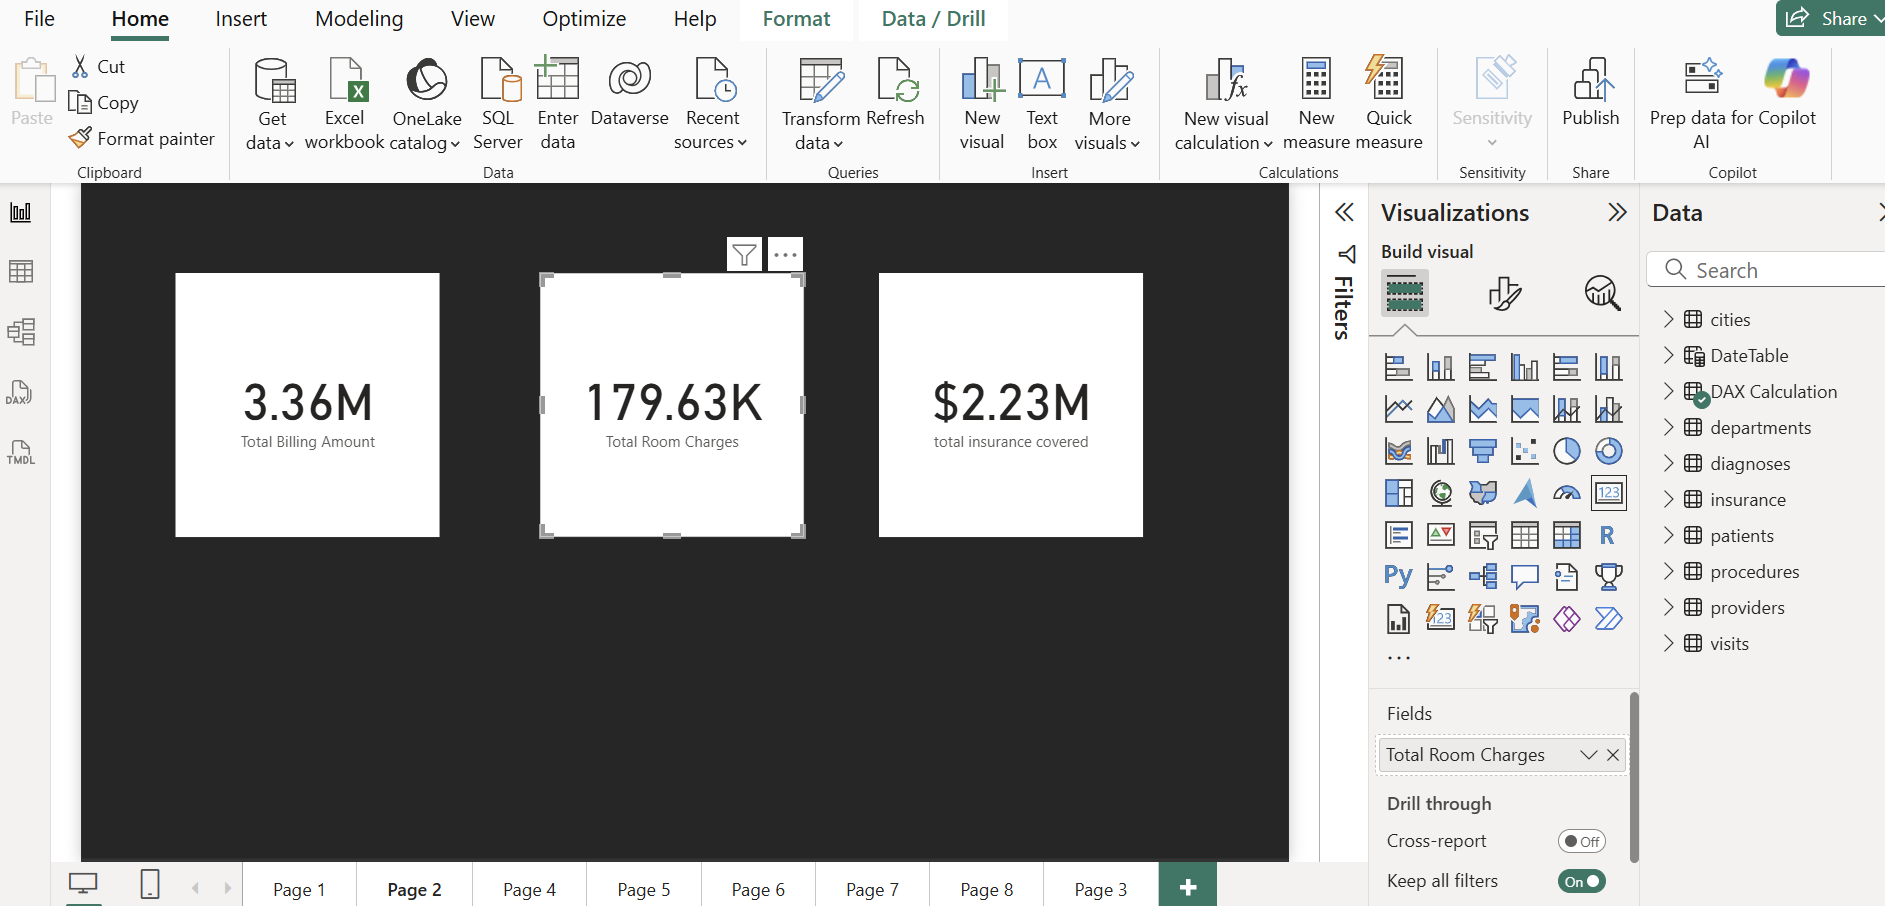 File Home Insert Modeling View Optimize Help Format Data / Drill Share
Paste
Cut
Copy
Format painter
Clipboard
Get data
Excel workbook
OneLake catalog
SQL Server
Enter data
Dataverse
Recent sources
Data
Transform data
Refresh
Queries
New visual
Text box
More visuals
Insert
New visual calculation
New measure
Quick measure
Calculations
Sensitivity
Sensitivity
Publish
Share
Prep data for AI
Copilot
Copilot
DAX
TMDL
3.36M
Total Billing Amount
179.63K
Total Room Charges
$2.23M
total insurance covered
Filters
Visualizations
Build visual
123
R
Py
123
Fields
Total Room Charges
Drill through
Cross-report Off
Keep all filters On
Data
Search
cities
DateTable
DAX Calculation
departments
diagnoses
insurance
patients
procedures
providers
visits
Page 1 Page 2 Page 4 Page 5 Page 6 Page 7 Page 8 Page 3